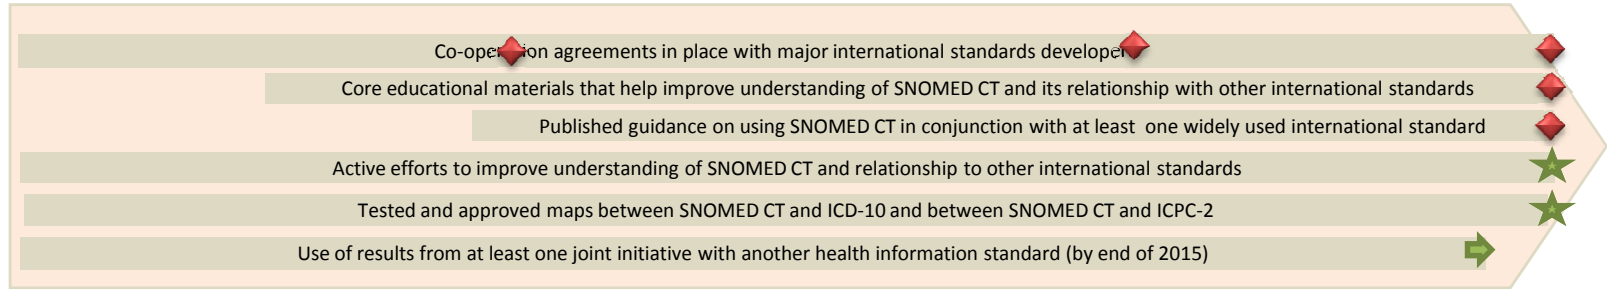 Co-operation agreements in place with major international standards developers
Core educational materials that help improve understanding of SNOMED CT and its relationship with other international standards
Published guidance on using SNOMED CT in conjunction with at least one widely used international standard
Active efforts to improve understanding of SNOMED CT and relationship to other international standards
Tested and approved maps between SNOMED CT and ICD-10 and between SNOMED CT and ICPC-2
Use of results from at least one joint initiative with another health information standard (by end of 2015)